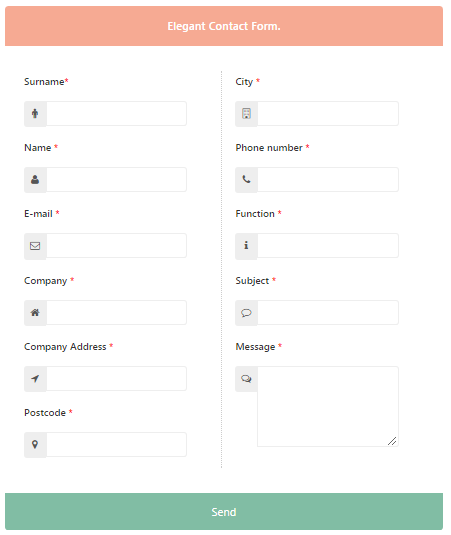 Elegant Contact Form.
Surname*
Name *
E-mail *
Company *
Company Address *
Postcode *
City *
Phone number *
Function *
Subject *
Message *
Send